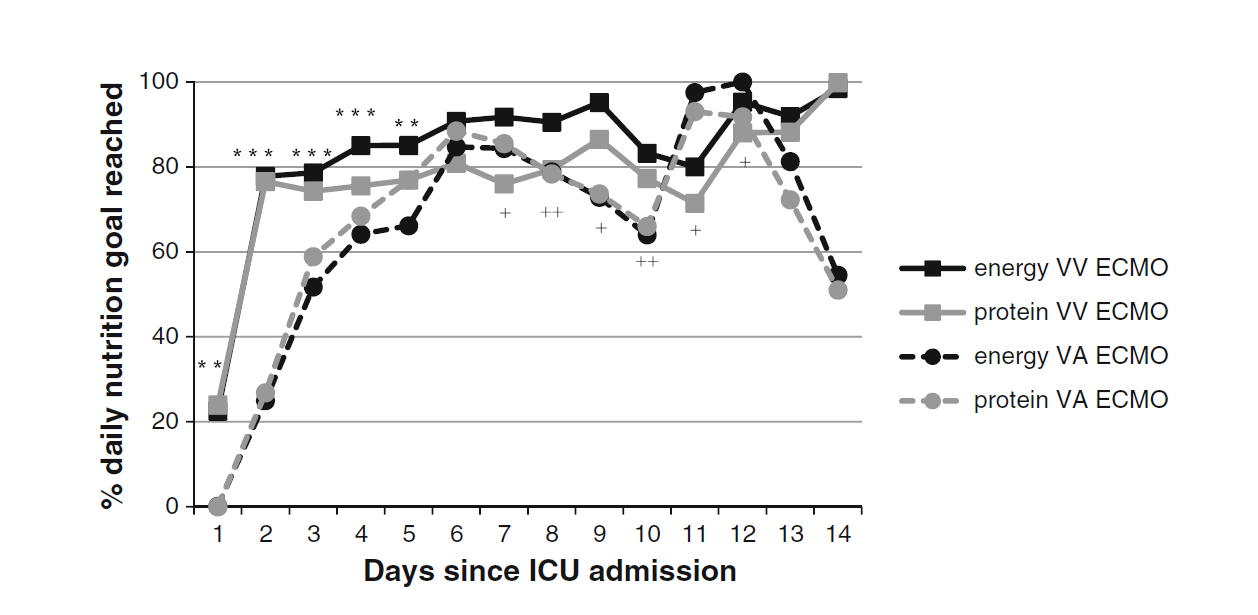 % daily nutrition goal reached
100
80
60
40
20
0
* *
* * *
* * *
* * *
* *
+
++
+
++
+
+
1 2 3 4 5 6 7 8 9 10 11 12 13 14
Days since ICU admission
energy VV ECMO
protein VV ECMO
energy VA ECMO
protein VA ECMO